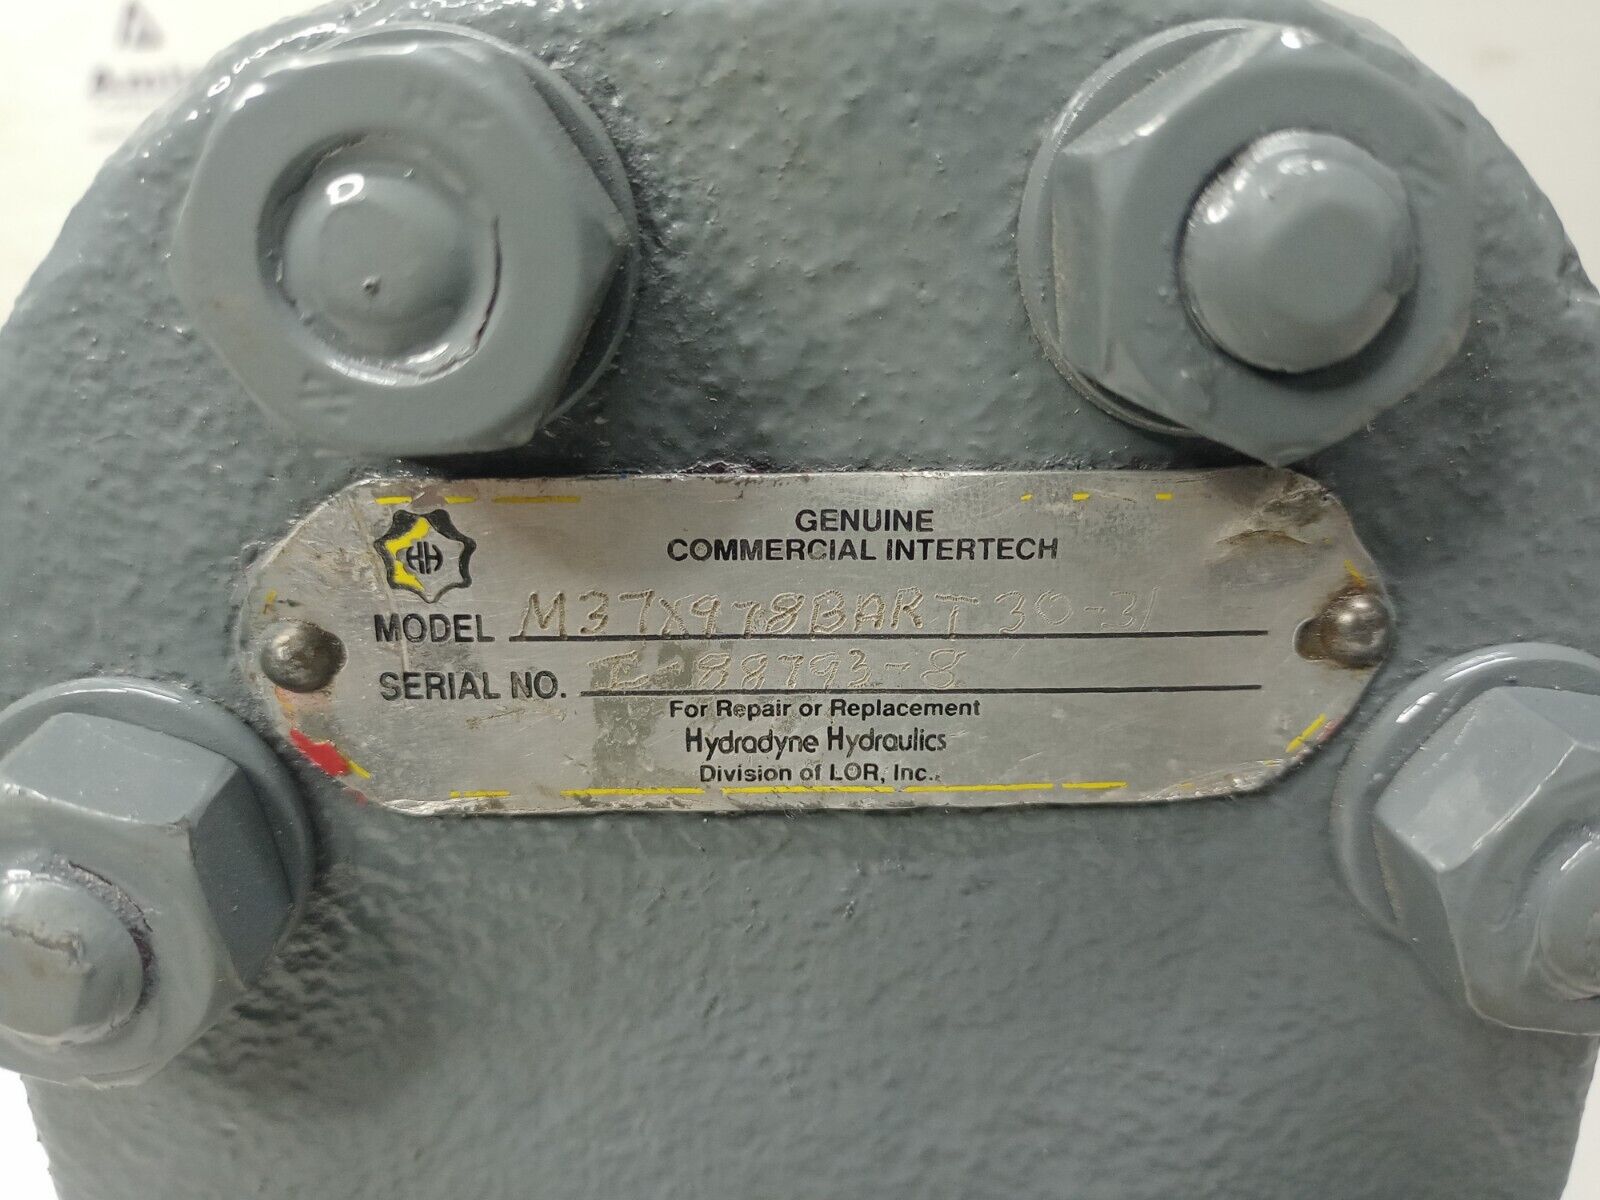 GENUINE
COMMERCIAL INTERTECH
HH
MODEL M37X978BART30-31
SERIAL NO. E-88793-8
For Repair or Replacement
Hydradyne Hydraulics
Division of LOR, Inc.